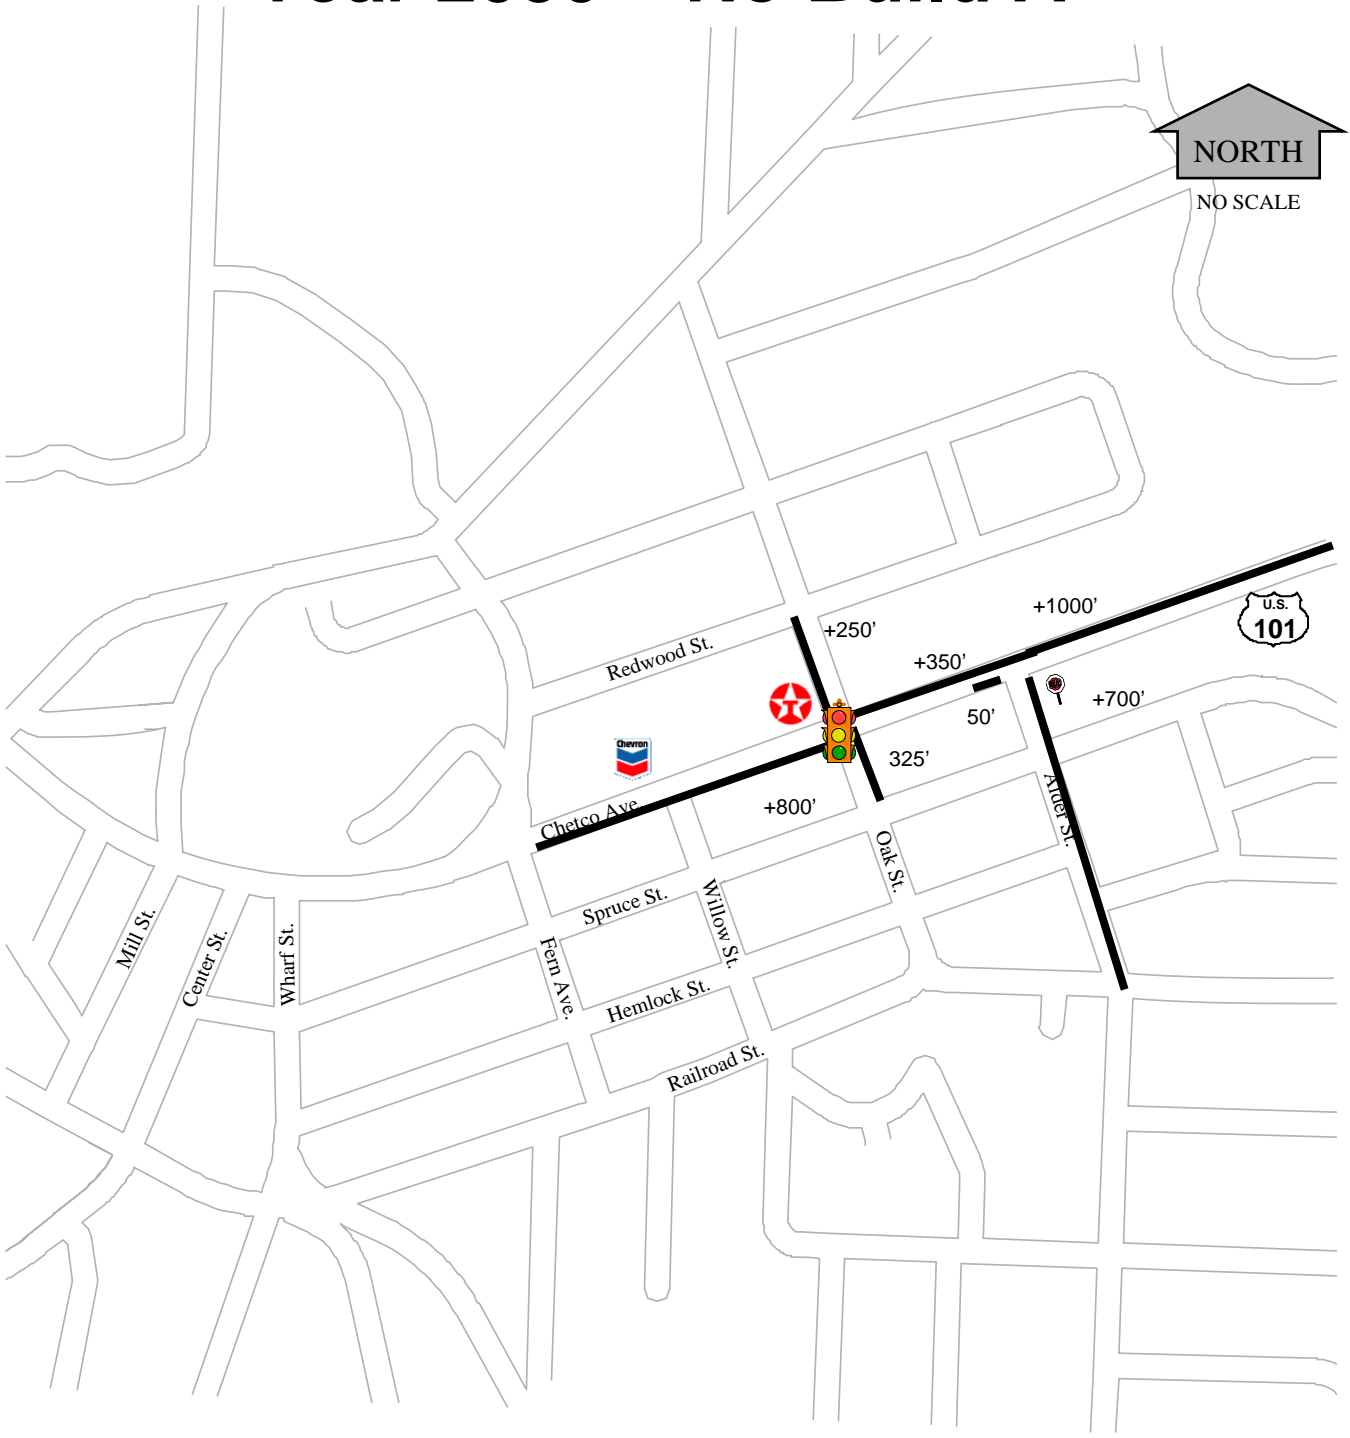 NORTH
NO SCALE
+1000’
U.S.
101
+250’
Redwood St.
+350’
+700’
50’
Chevron
325’
+800’
Chetco Ave.
Alder St.
Oak St.
Willow St.
Spruce St.
Mill St.
Center St.
Wharf St.
Fern Ave.
Hemlock St.
Railroad St.